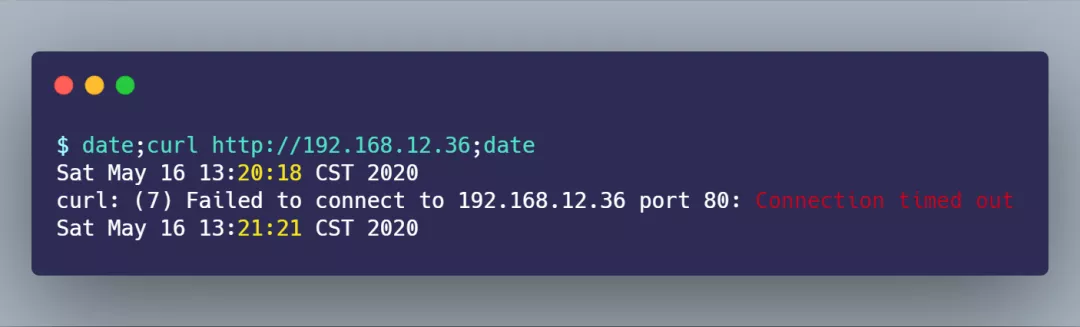 $ date;curl http://192.168.12.36;date
Sat May 16 13:20:18 CST 2020
curl: (7) Failed to connect to 192.168.12.36 port 80: Connection timed out
Sat May 16 13:21:21 CST 2020